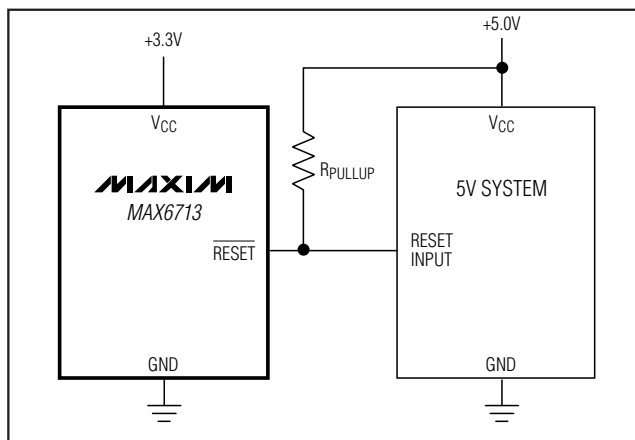 +3.3V
+5.0V
VCC
VCC
RPULLUP
MAXIM
MAX6713
5V SYSTEM
RESET
RESET
INPUT
GND
GND